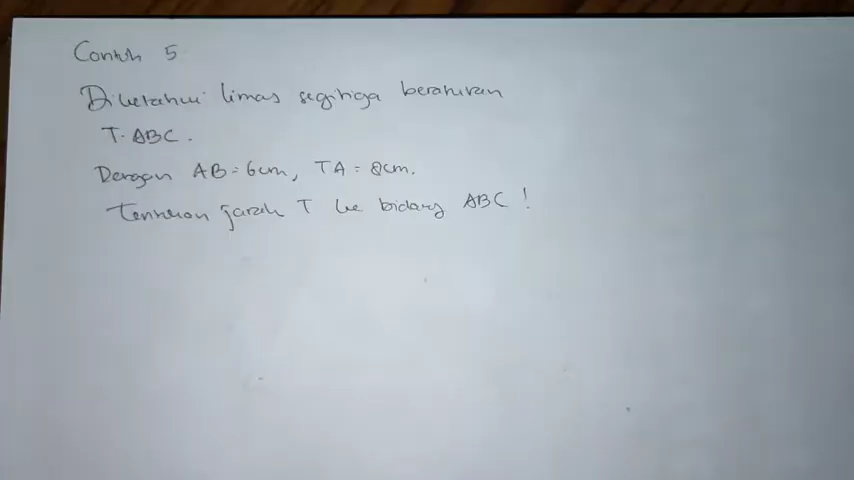 Contoh 5
Diketahui limas segitiga beraturan
T.ABC.
Dengan AB = 6cm, TA = 8cm.
Tentukan jarak T ke bidang ABC !